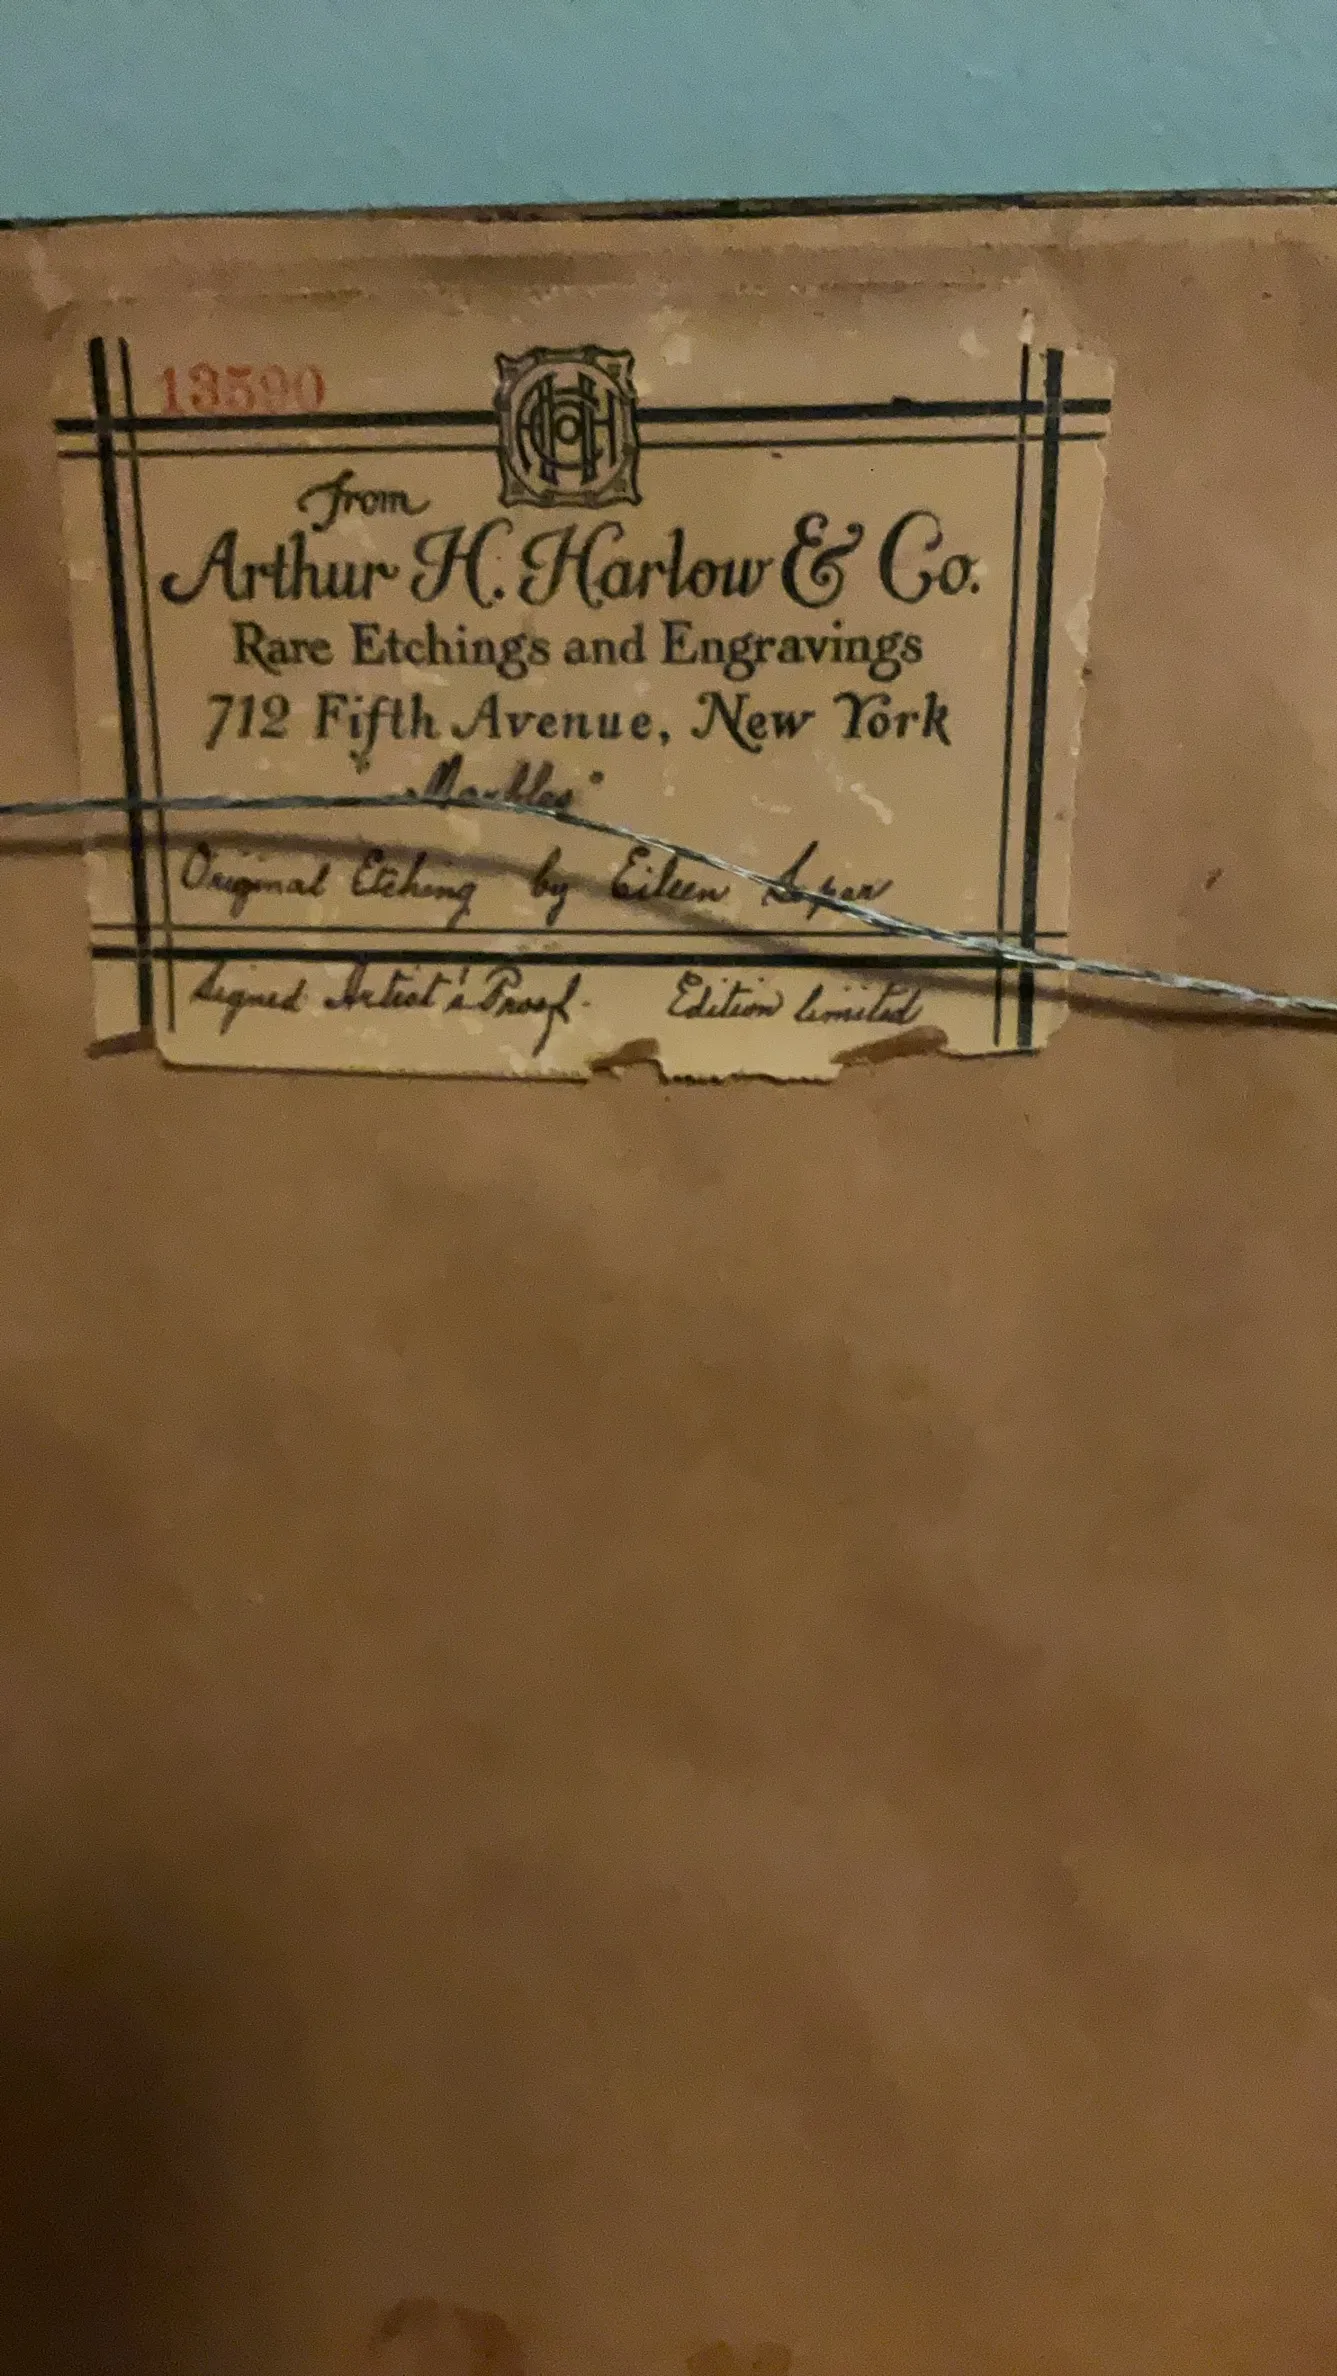 13590
From
Arthur H. Harlow & Co.
Rare Etchings and Engravings
712 Fifth Avenue, New York
"Marbles"
Original Etching by Eileen Soper
Signed Artist's Proof. Edition limited